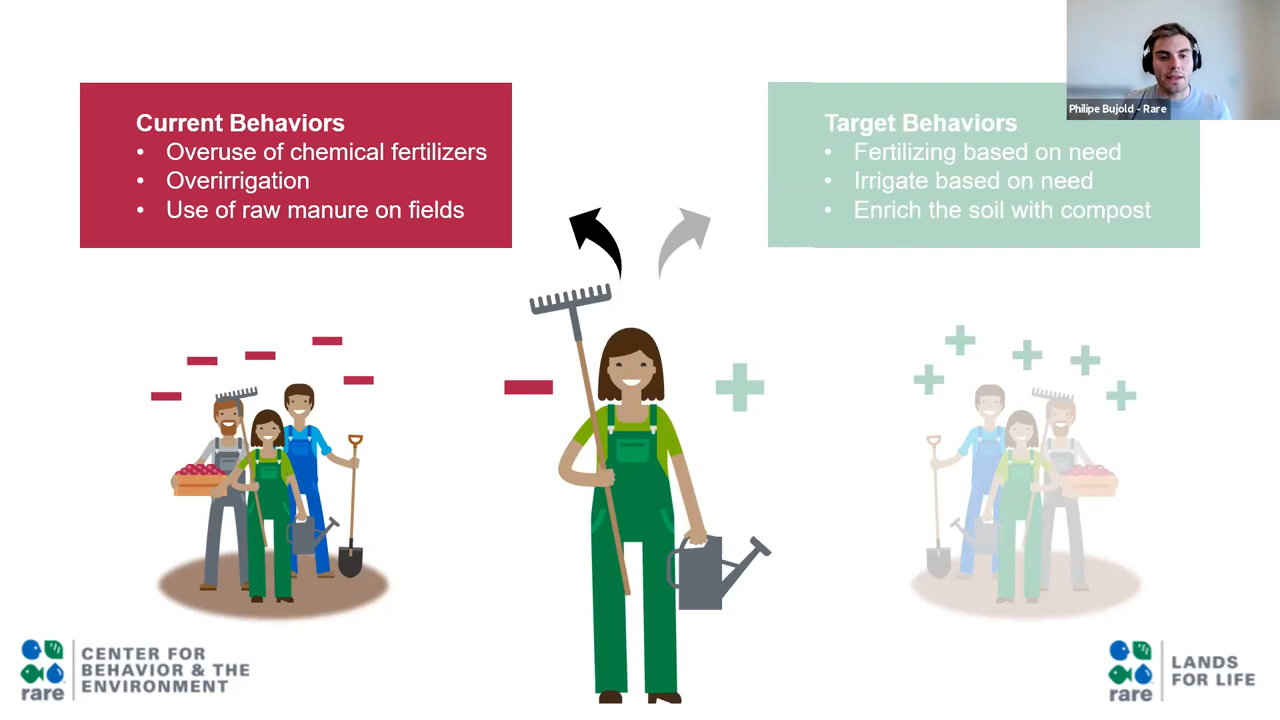 Philipe Bujold - Rare
Current Behaviors
• Overuse of chemical fertilizers
• Overirrigation
• Use of raw manure on fields
Target Behaviors
• Fertilizing based on need
• Irrigate based on need
• Enrich the soil with compost
rare
CENTER FOR
BEHAVIOR & THE
ENVIRONMENT
rare
LANDS
FOR LIFE